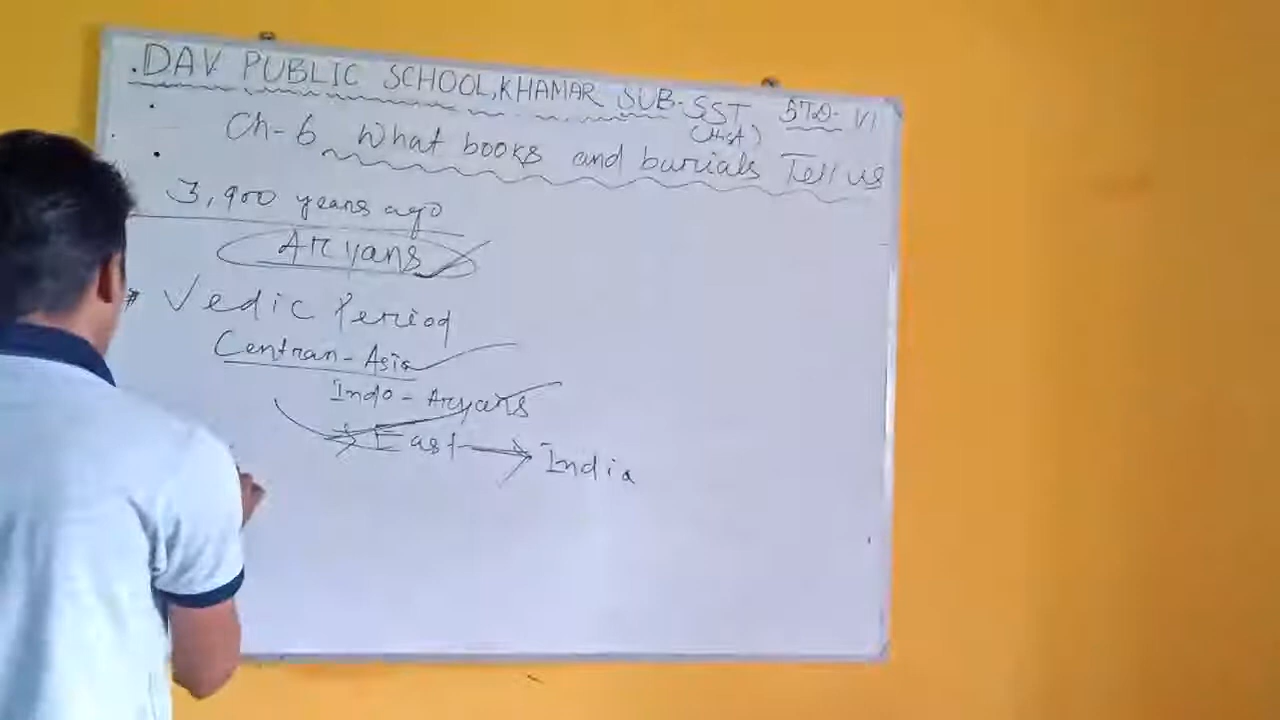 DAV PUBLIC SCHOOL, KHAMAR SUB-SST STD- VI
(Hist)
Ch-6 What books and burials Tell us
3,900 years ago
Aryans
* Vedic Period
Centran-Asia
Indo-Aryans
East → India